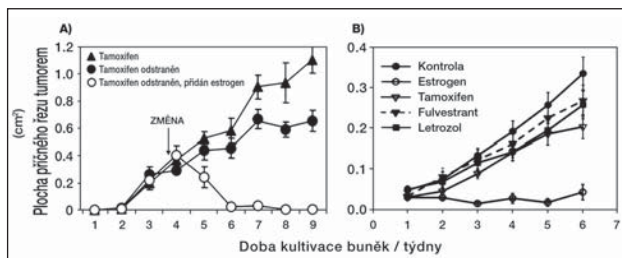 A)
Tamoxifen
Tamoxifen odstraněn
Tamoxifen odstraněn, přidán estrogen
ZMĚNA
Plocha příčného řezu tumorem
(cm²)
1.2
1.0
0.8
0.6
0.4
0.2
0
1 2 3 4 5 6 7 8 9
B)
Kontrola
Estrogen
Tamoxifen
Fulvestrant
Letrozol
0.4
0.3
0.2
0.1
0.0
0 1 2 3 4 5 6 7
Doba kultivace buněk / týdny